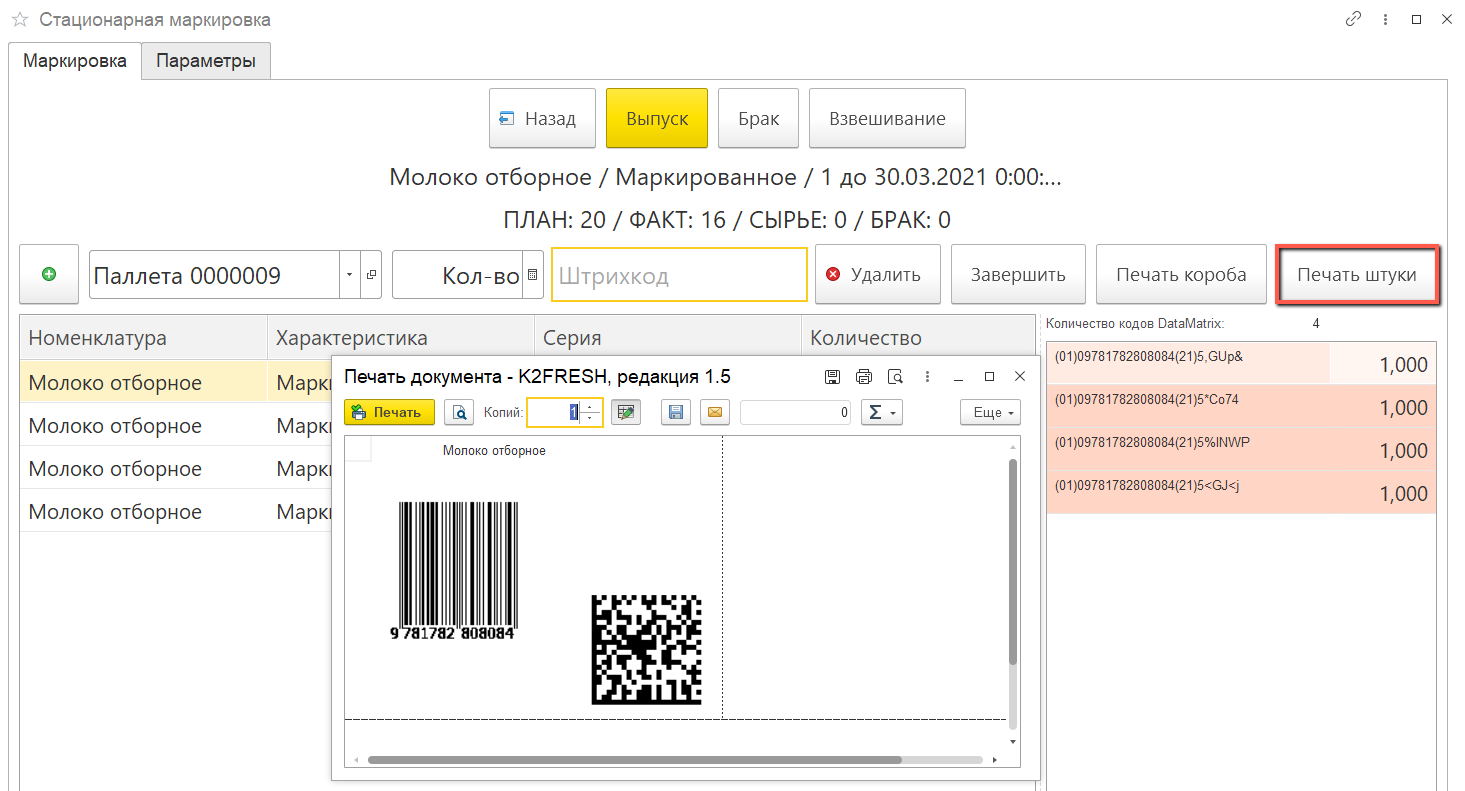 Стационарная маркировка
Маркировка Параметры
Назад Выпуск Брак Взвешивание
Молоко отборное / Маркированное / 1 до 30.03.2021 0:00:...
ПЛАН: 20 / ФАКТ: 16 / СЫРЬЕ: 0 / БРАК: 0
Паллета 0000009 Кол-во Штрихкод Удалить Завершить Печать короба Печать штуки
Номенклатура Характеристика Серия Количество
Количество кодов DataMatrix: 4
Молоко отборное Марки
Молоко отборное Марки
Молоко отборное Марки
Молоко отборное Марки
(01)09781782808084(21)5,GUp& 1,000
(01)09781782808084(21)5*Co74 1,000
(01)09781782808084(21)5%INWP 1,000
(01)09781782808084(21)5<GJ<j 1,000
Печать документа - K2FRESH, редакция 1.5
Печать Копий: 1 0 Σ Еще
Молоко отборное
9 781782 808084